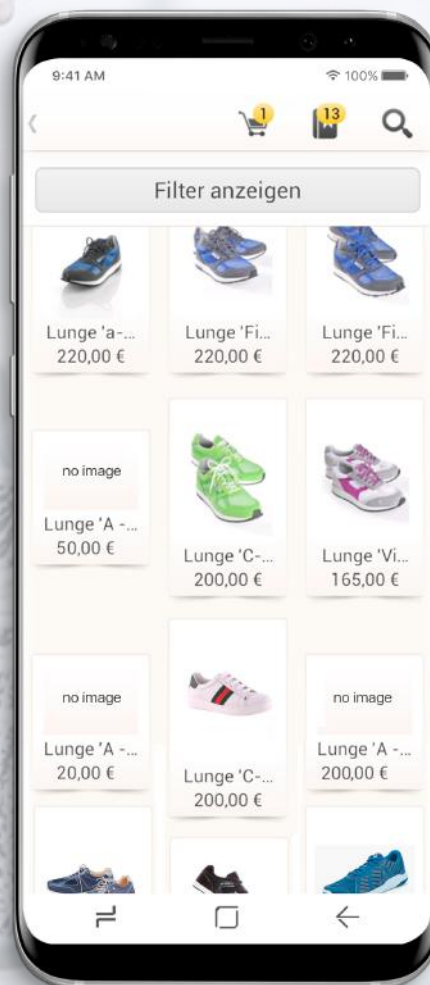 9:41 AM
100%
1
13
Filter anzeigen
Lunge 'a-...
220,00 €
Lunge 'Fi...
220,00 €
Lunge 'Fi...
220,00 €
no image
Lunge 'A -...
50,00 €
Lunge 'C-...
200,00 €
Lunge 'Vi...
165,00 €
no image
Lunge 'A -...
20,00 €
Lunge 'C-...
200,00 €
no image
Lunge 'A -...
200,00 €